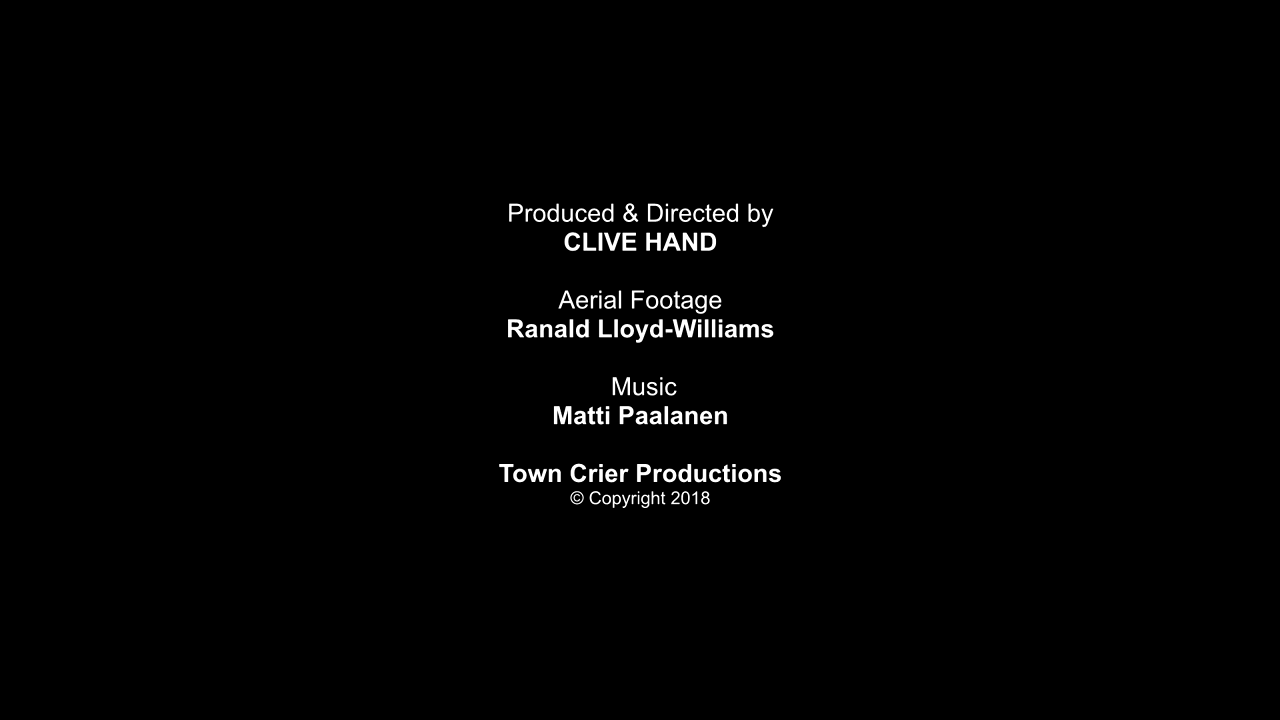 Produced & Directed by
CLIVE HAND
Aerial Footage
Ranald Lloyd-Williams
Music
Matti Paalanen
Town Crier Productions
© Copyright 2018